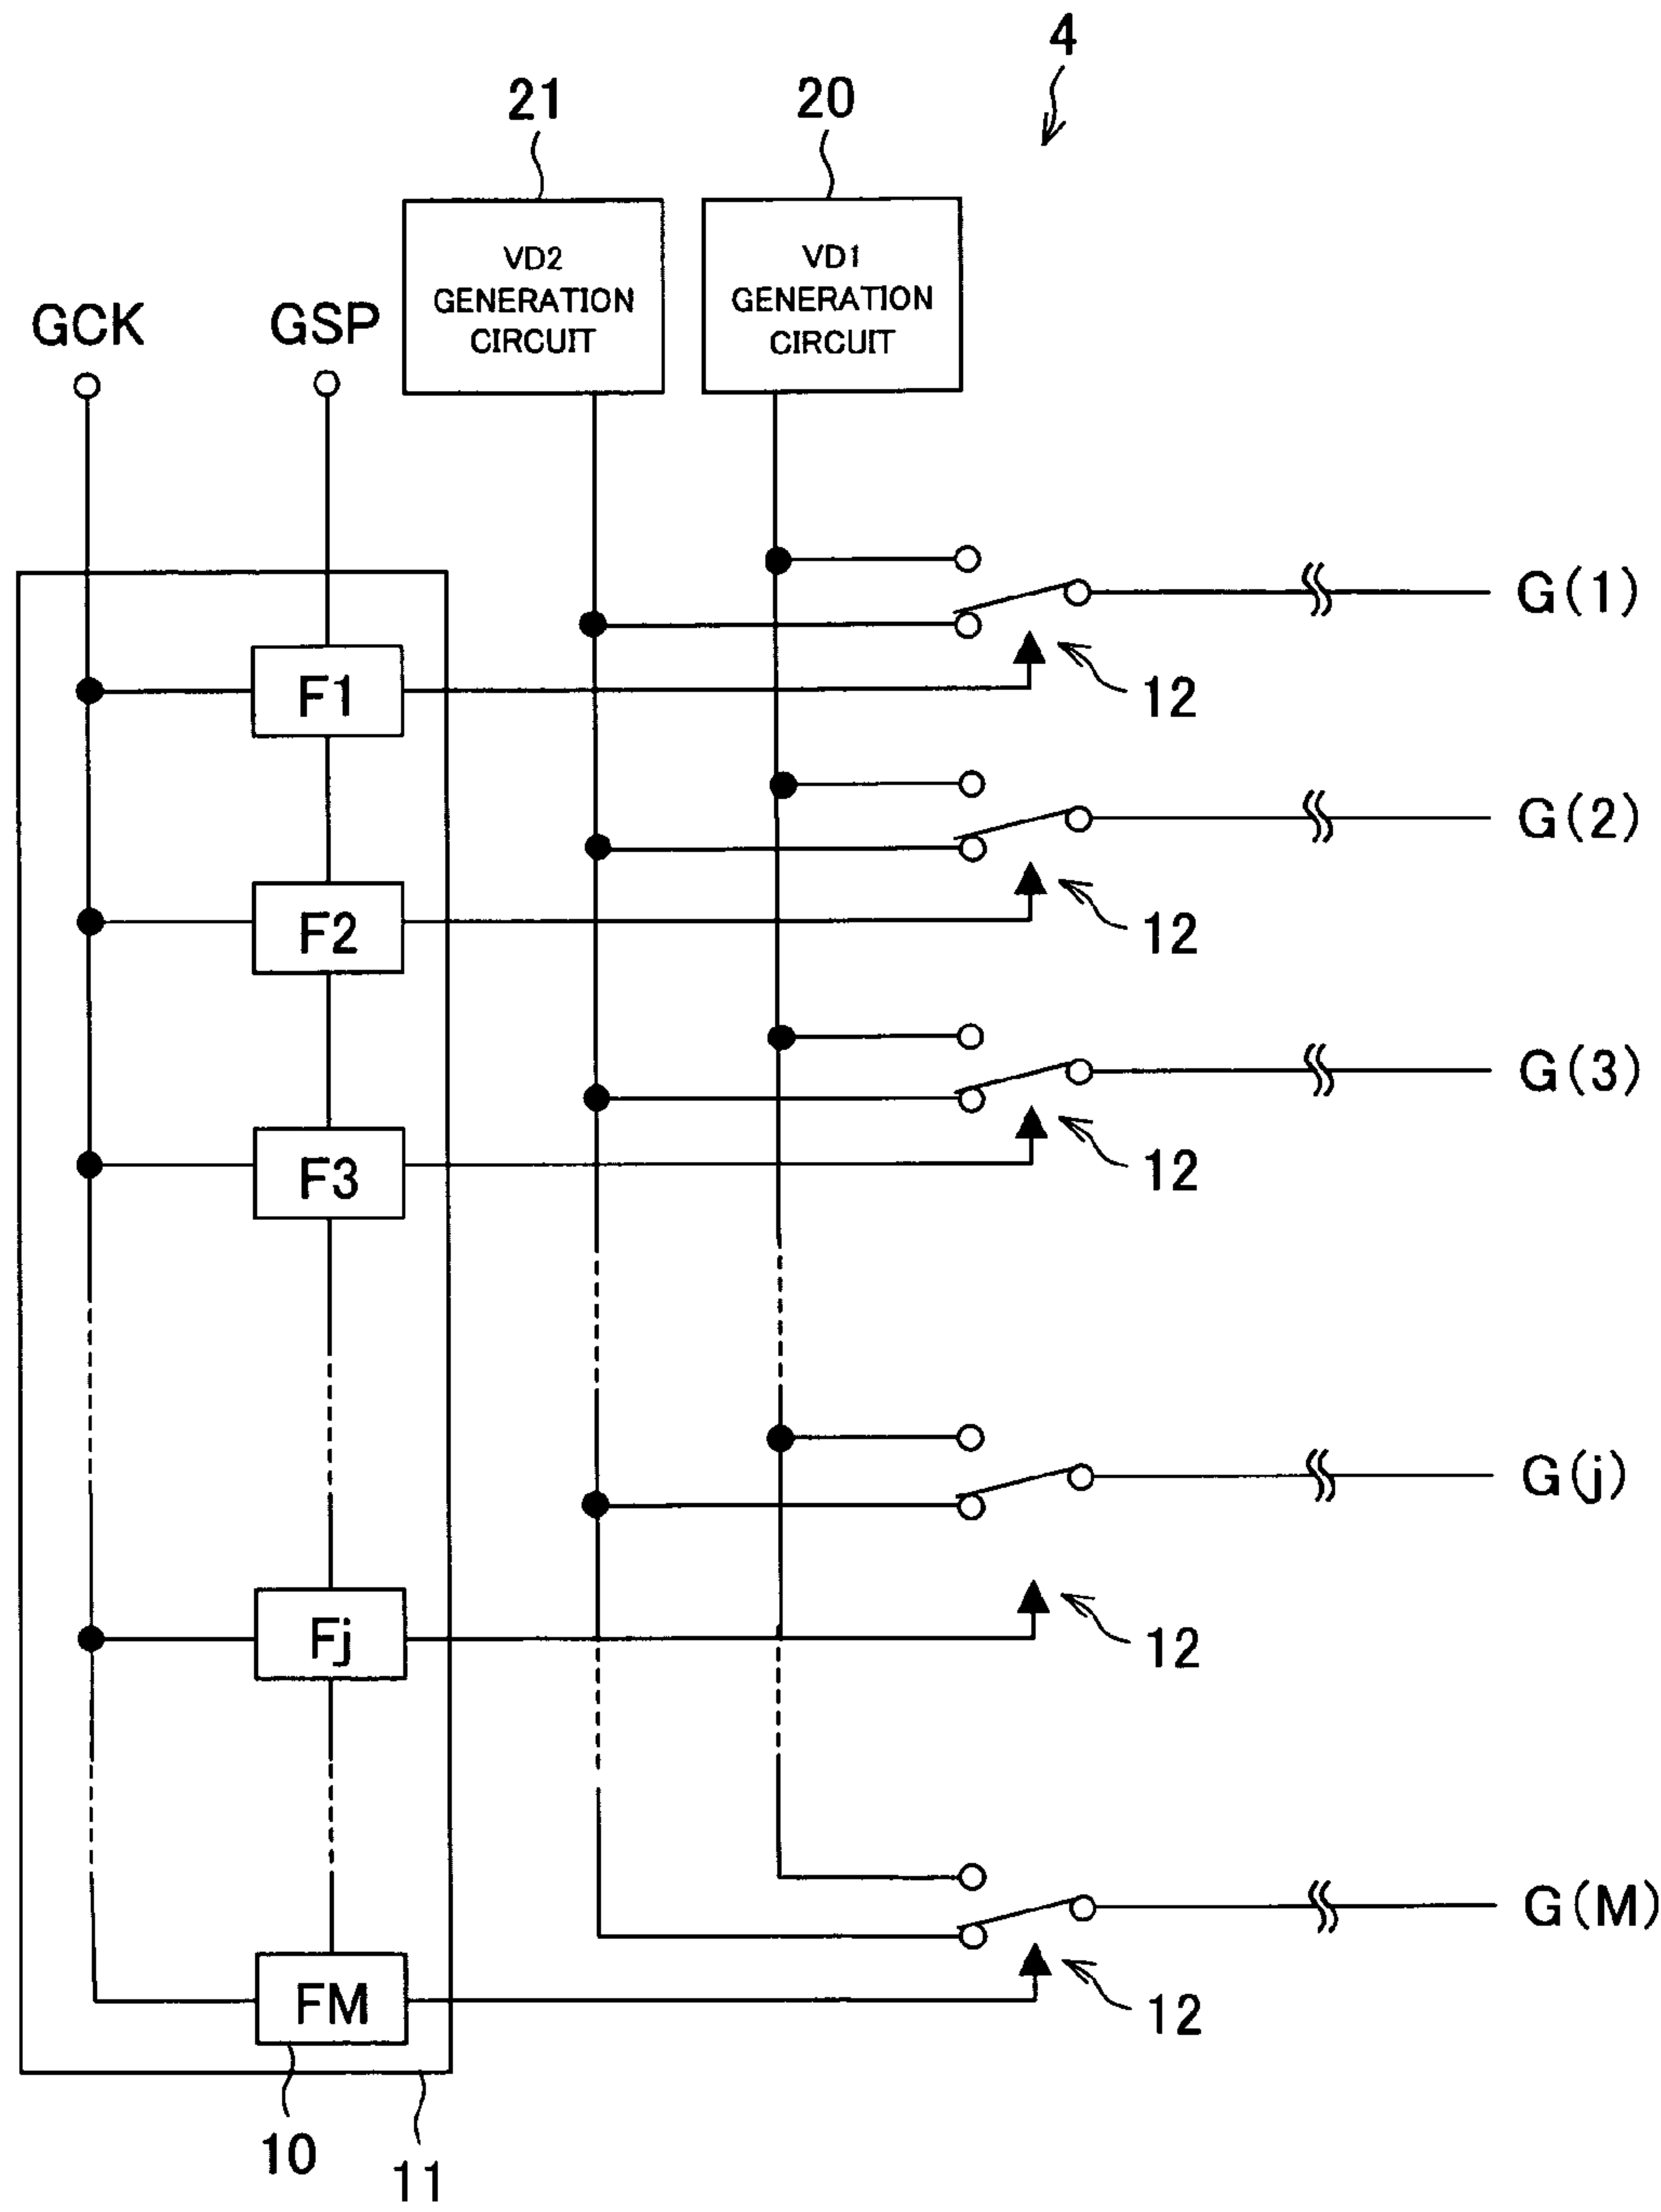 4
21
20
VD2
GENERATION
CIRCUIT
VD1
GENERATION
CIRCUIT
GCK
GSP
G(1)
F1
12
G(2)
F2
12
G(3)
F3
12
G(j)
Fj
12
G(M)
FM
12
10
11